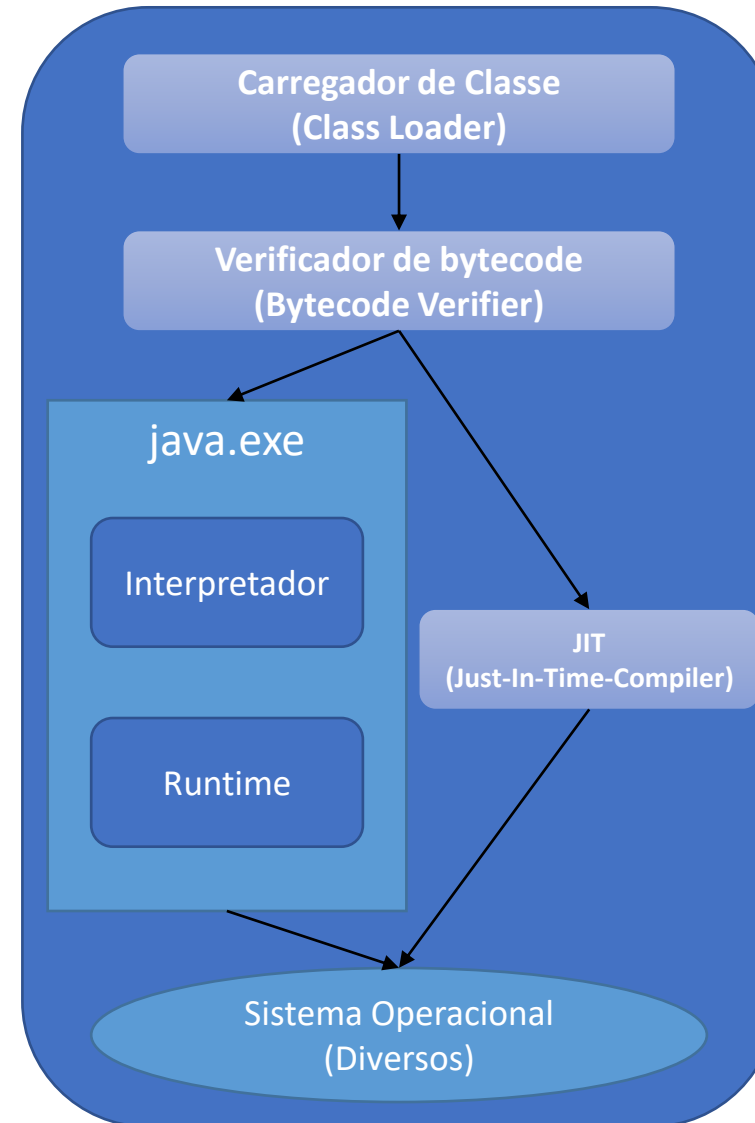 Carregador de Classe
(Class Loader)
Verificador de bytecode
(Bytecode Verifier)
java.exe
Interpretador
Runtime
JIT
(Just-In-Time-Compiler)
Sistema Operacional
(Diversos)